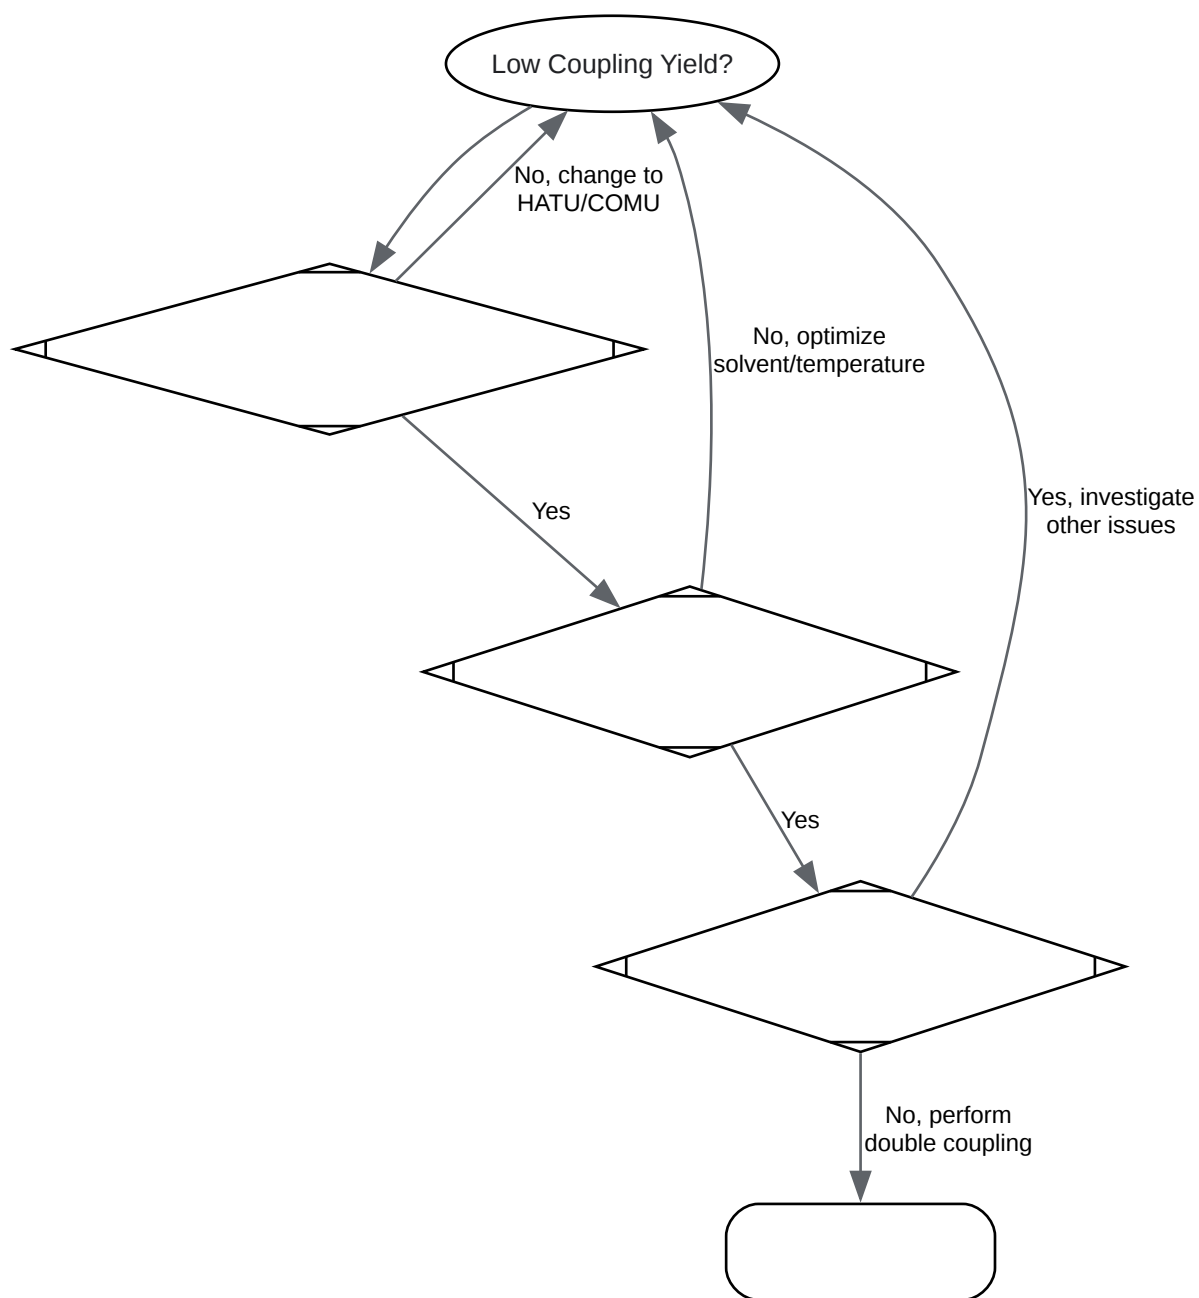 Low Coupling Yield?
No, change to
HATU/COMU
No, optimize
solvent/temperature
Yes, investigate
other issues
Yes
Yes
No, perform
double coupling